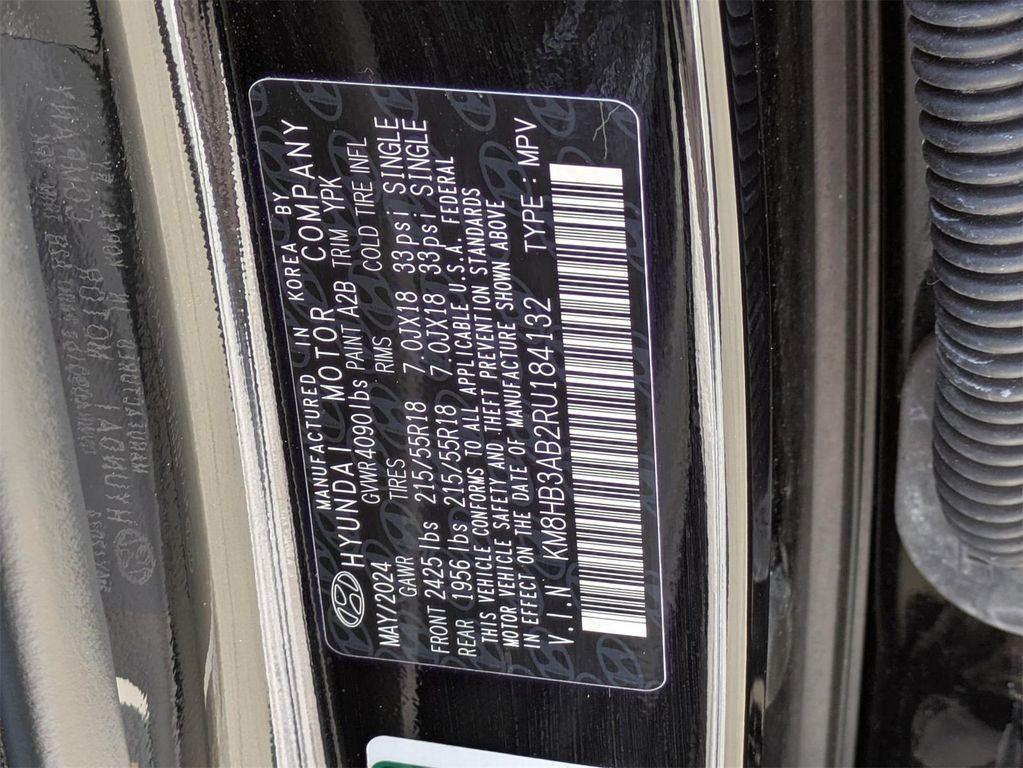 MANUFACTURED IN KOREA BY
HYUNDAI MOTOR COMPANY
MAY/2024 GVWR 4090 lbs PAINT A2B TRIM YPK
GAWR TIRES RIMS COLD TIRE INFL
FRONT 2425 lbs 215/55R18 7.0JX18 33psi SINGLE
REAR 1956 lbs 215/55R18 7.0JX18 33psi SINGLE
THIS VEHICLE CONFORMS TO ALL APPLICABLE U.S.A. FEDERAL
MOTOR VEHICLE SAFETY AND THEFT PREVENTION STANDARDS
IN EFFECT ON THE DATE OF MANUFACTURE SHOWN ABOVE
V.I.N KM8HB3AB2RU184132 TYPE MPV